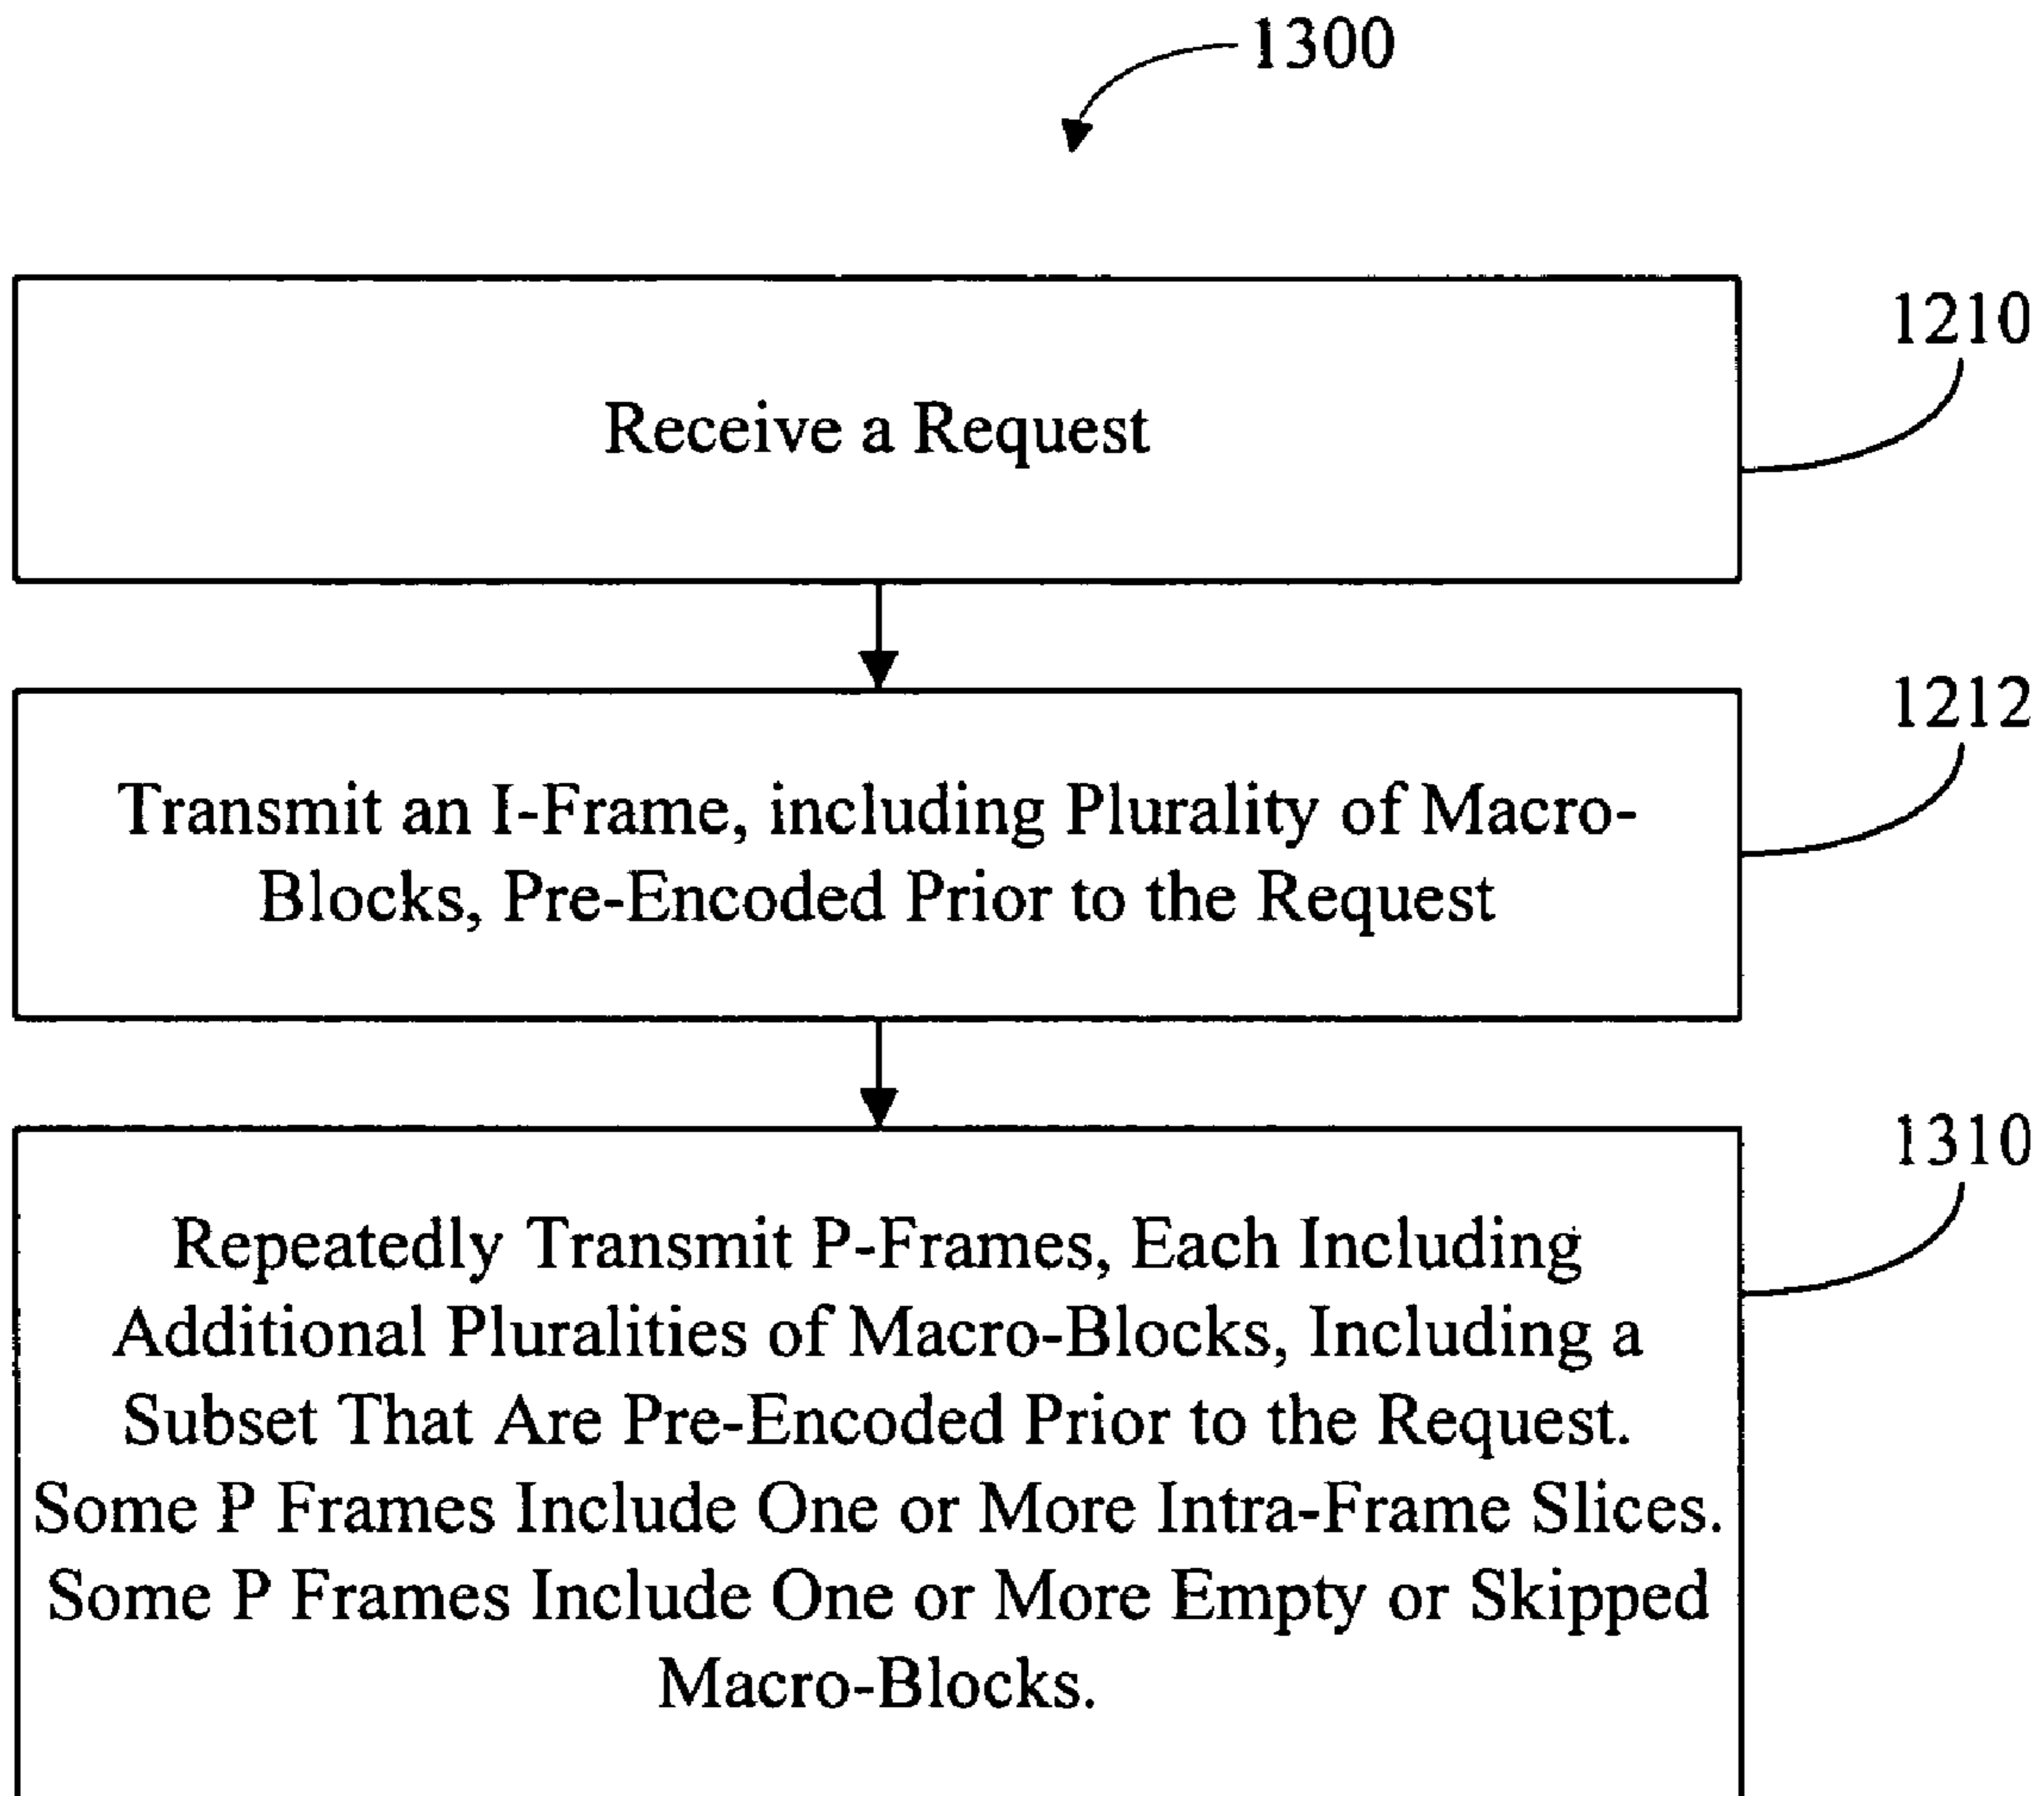 1300
1210
Receive a Request
1212
Transmit an I-Frame, including Plurality of Macro-
Blocks, Pre-Encoded Prior to the Request
1310
Repeatedly Transmit P-Frames, Each Including
Additional Pluralities of Macro-Blocks, Including a
Subset That Are Pre-Encoded Prior to the Request.
Some P Frames Include One or More Intra-Frame Slices.
Some P Frames Include One or More Empty or Skipped
Macro-Blocks.